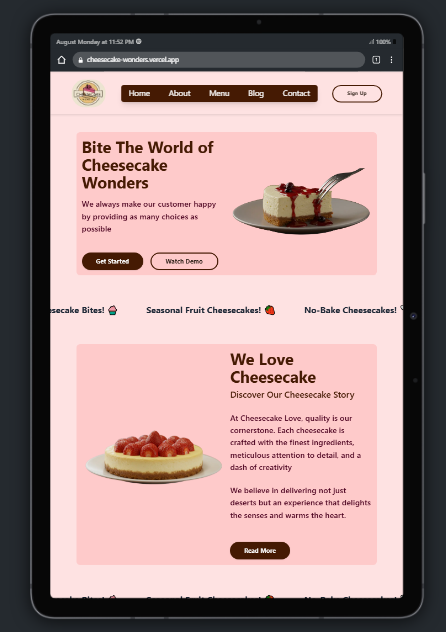 August Monday at 11:52 PM
100%
cheesecake-wonders.vercel.app
1
Home About Menu Blog Contact
Sign Up
Bite The World of
Cheesecake
Wonders
We always make our customer happy
by providing as many choices as
possible
Get Started Watch Demo
esecake Bites! 🧁 Seasonal Fruit Cheesecakes! 🍓 No-Bake Cheesecakes!
We Love
Cheesecake
Discover Our Cheesecake Story
At Cheesecake Love, quality is our
cornerstone. Each cheesecake is
crafted with the finest ingredients,
meticulous attention to detail, and a
dash of creativity
We believe in delivering not just
deserts but an experience that delights
the senses and warms the heart.
Read More